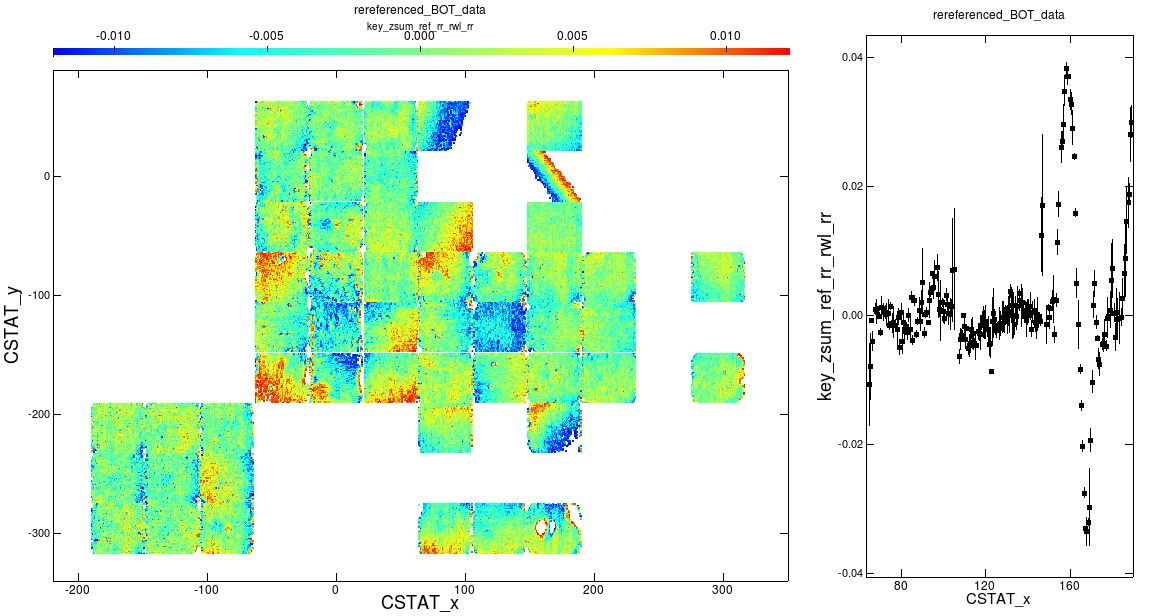 rereferenced_BOT_data
key_zsum_ref_rr_rwl_rr
-0.010 -0.005 0.000 0.005 0.010
CSTAT_y
0
-100
-200
-300
-200 -100 0 100 200 300
CSTAT_x
rereferenced_BOT_data
key_zsum_ref_rr_rwl_rr
0.04
0.02
0.00
-0.02
-0.04
80 120 160
CSTAT_x